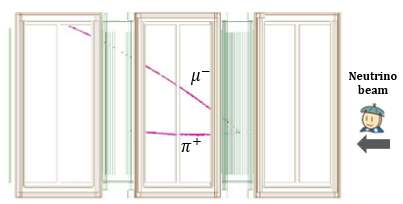 μ⁻
π⁺
Neutrino
beam